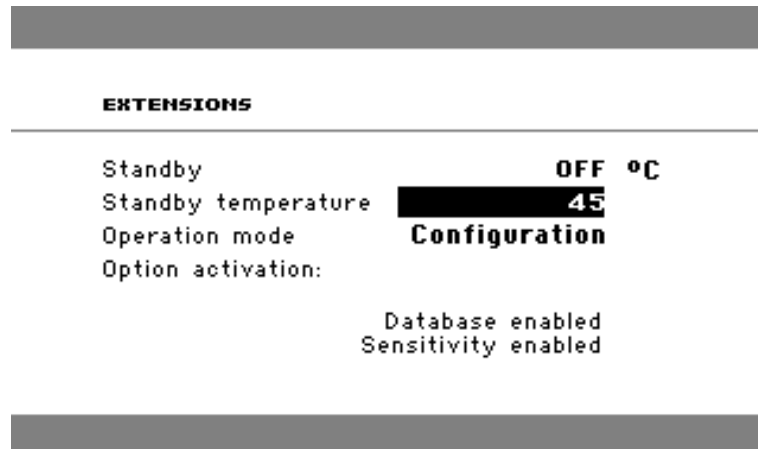 EXTENSIONS
Standby OFF ºC
Standby temperature 45
Operation mode Configuration
Option activation:
Database enabled
Sensitivity enabled